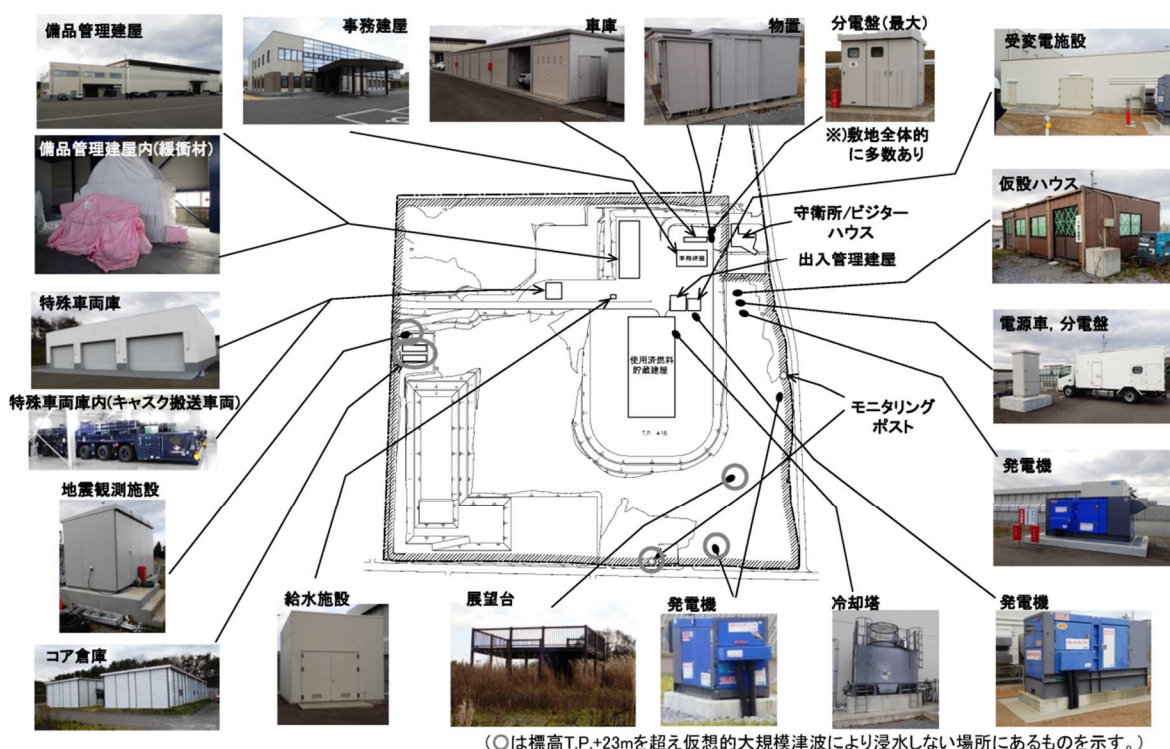 備品管理建屋
事務建屋
車庫
物置
分電盤(最大)
※)敷地全体的
に多数あり
受変電施設
備品管理建屋内(緩衝材)
仮設ハウス
守衛所/ビジター
ハウス
出入管理建屋
事務建屋
特殊車両庫
電源車,分電盤
使用済燃料
貯蔵建屋
T.P. +16
モニタリング
ポスト
特殊車両庫内(キャスク搬送車両)
発電機
地震観測施設
給水施設
展望台
発電機
冷却塔
発電機
コア倉庫
(○は標高T.P.+23mを超え仮想的大規模津波により浸水しない場所にあるものを示す。)